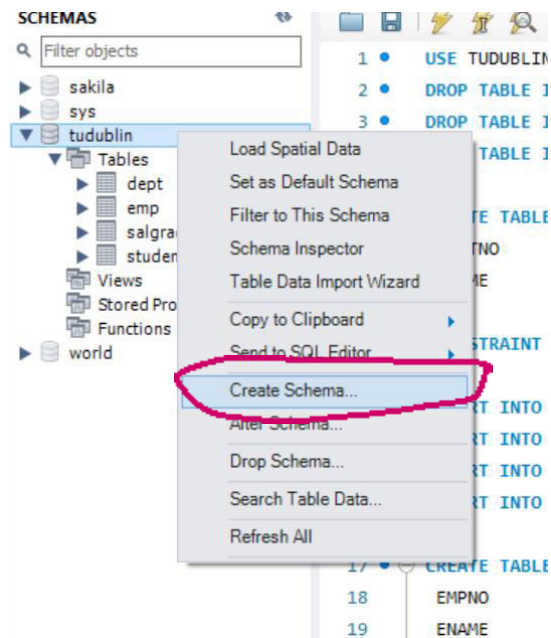 SCHEMAS
Filter objects
sakila
sys
tudublin
Tables
dept
emp
Views
Functions
world
Load Spatial Data
Set as Default Schema
Filter to This Schema
Schema Inspector
Table Data Import Wizard
Copy to Clipboard
Send to SQL Editor
Create Schema...
Alter Schema...
Drop Schema...
Search Table Data...
Refresh All
1 USE TUDUBLIN
2 DROP TABLE I
3 DROP TABLE I
TABLE I
TE TABLE
TNO
ME
STRAINT
RT INTO
RT INTO
RT INTO
RT INTO
17 CREATE TABLE
18 EMPNO
19 ENAME